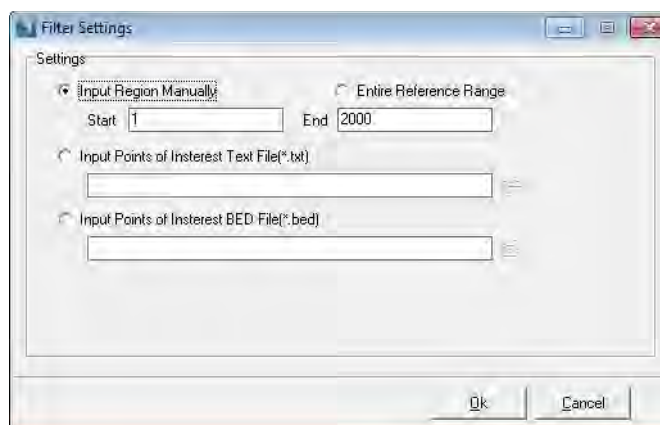 Filter Settings
Settings
Input Region Manually Entire Reference Range
Start 1 End 2000
Input Points of Insterest Text File(*.txt)
Input Points of Insterest BED File(*.bed)
Ok Cancel